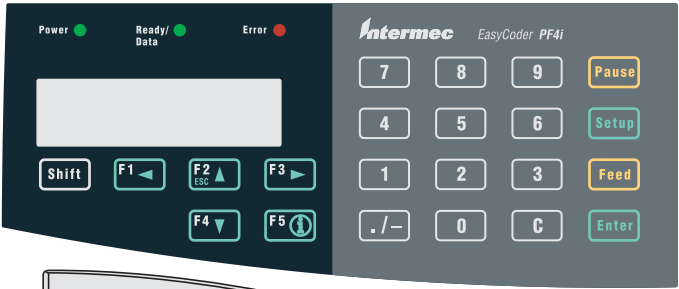 Power Ready/ Error
Data
Intermec EasyCoder PF4i
7 8 9 Pause
4 5 6 Setup
Shift F1 F2 F3
ESC
1 2 3 Feed
F4 F5
./– 0 C Enter